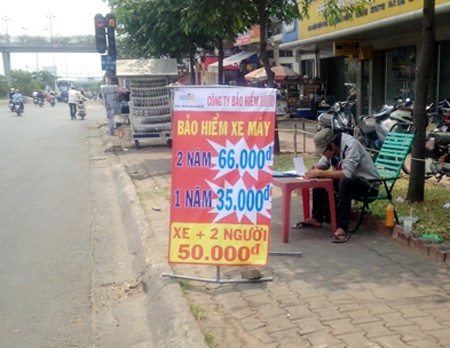 CÔNG TY BẢO HIỂM
BẢO HIỂM XE MÁY
2 NĂM 66.000đ
1 NĂM 35.000đ
XE + 2 NGƯỜI
50.000đ